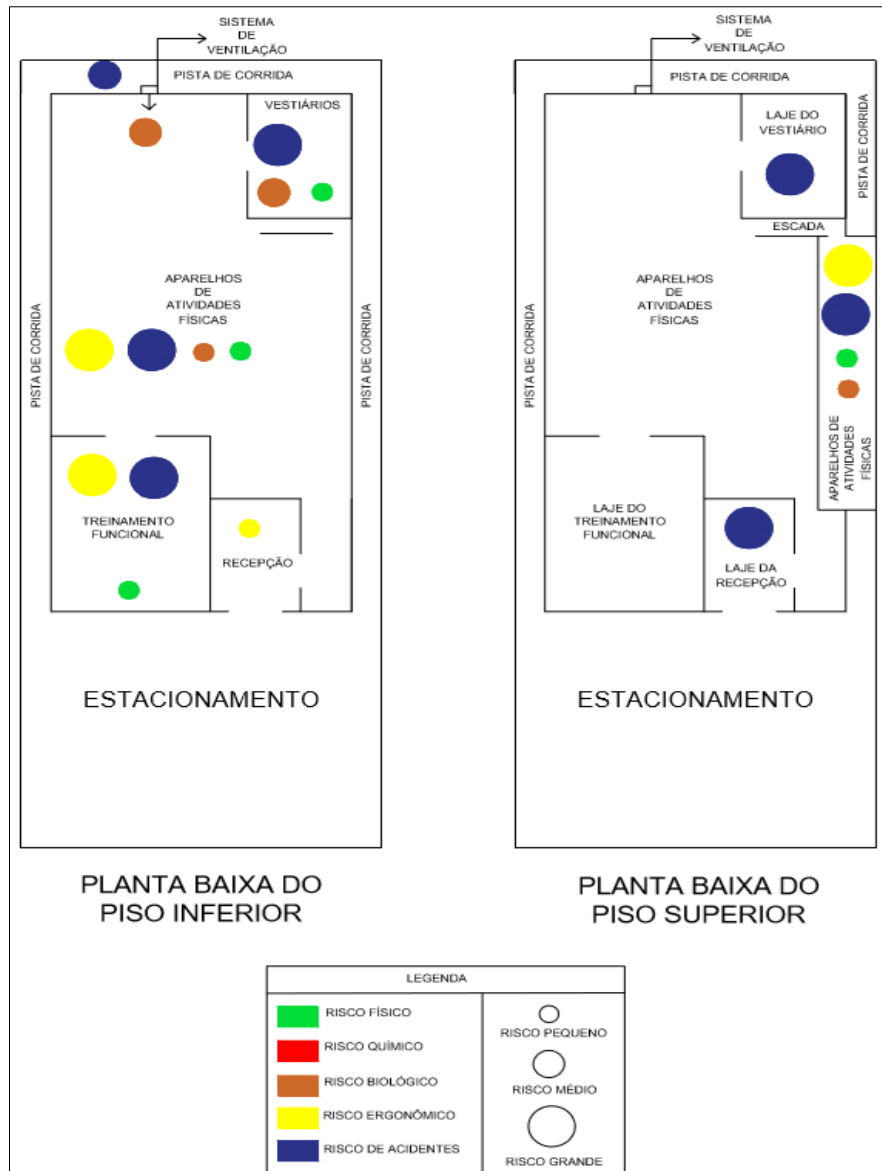 SISTEMA
DE
VENTILAÇÃO
PISTA DE CORRIDA
VESTIÁRIOS
APARELHOS
DE
ATIVIDADES
FÍSICAS
PISTA DE CORRIDA
PISTA DE CORRIDA
TREINAMENTO
FUNCIONAL
RECEPÇÃO
ESTACIONAMENTO
PLANTA BAIXA DO
PISO INFERIOR
SISTEMA
DE
VENTILAÇÃO
PISTA DE CORRIDA
LAJE DO
VESTIÁRIO
PISTA DE CORRIDA
ESCADA
APARELHOS
DE
ATIVIDADES
FÍSICAS
PISTA DE CORRIDA
APARELHOS DE
ATIVIDADES
FÍSICAS
LAJE DO
TREINAMENTO
FUNCIONAL
LAJE DA
RECEPÇÃO
ESTACIONAMENTO
PLANTA BAIXA DO
PISO SUPERIOR
LEGENDA
RISCO FÍSICO
RISCO QUÍMICO
RISCO BIOLÓGICO
RISCO ERGONÔMICO
RISCO DE ACIDENTES
RISCO PEQUENO
RISCO MÉDIO
RISCO GRANDE